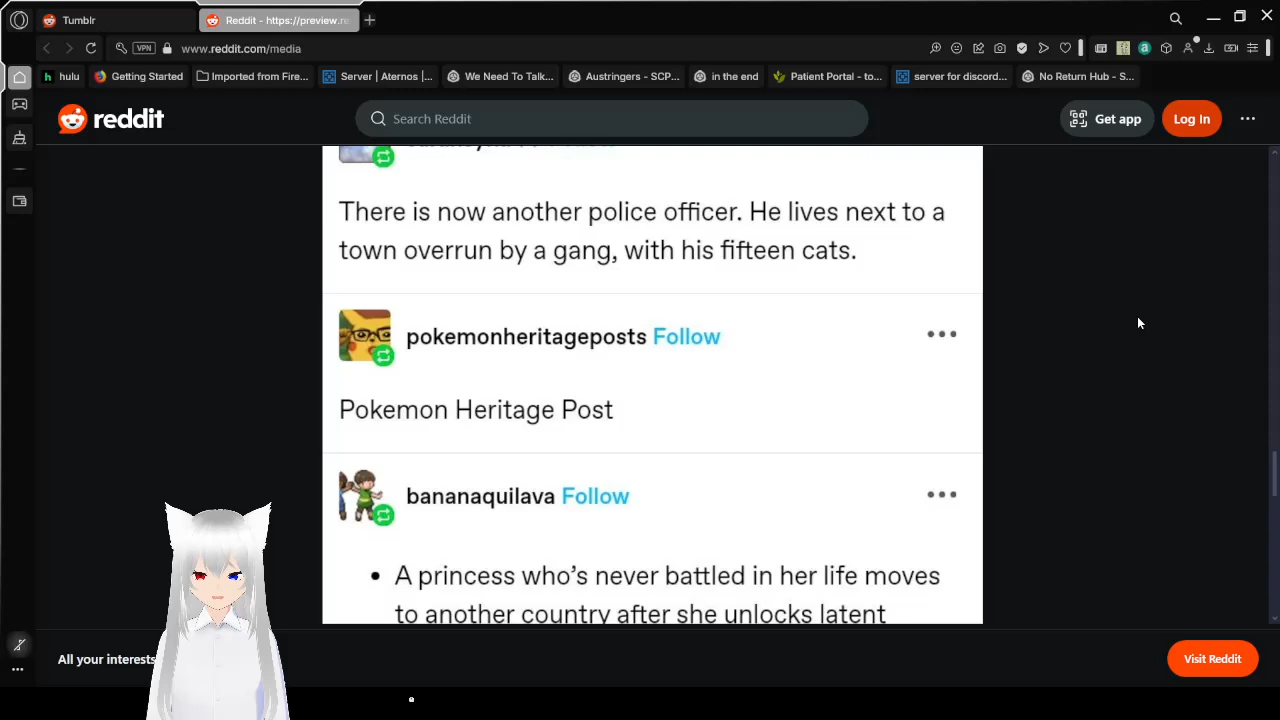 Tumblr
Reddit - https://preview.re
VPN
www.reddit.com/media
hulu
Getting Started
Imported from Fire...
Server | Aternos |...
We Need To Talk...
Austringers - SCP...
in the end
Patient Portal - to...
server for discord...
No Return Hub - S...
reddit
Search Reddit
Get app
Log In
There is now another police officer. He lives next to a
town overrun by a gang, with his fifteen cats.
pokemonheritageposts Follow
Pokemon Heritage Post
bananaquilava Follow
• A princess who's never battled in her life moves
to another country after she unlocks latent
All your interests
Visit Reddit